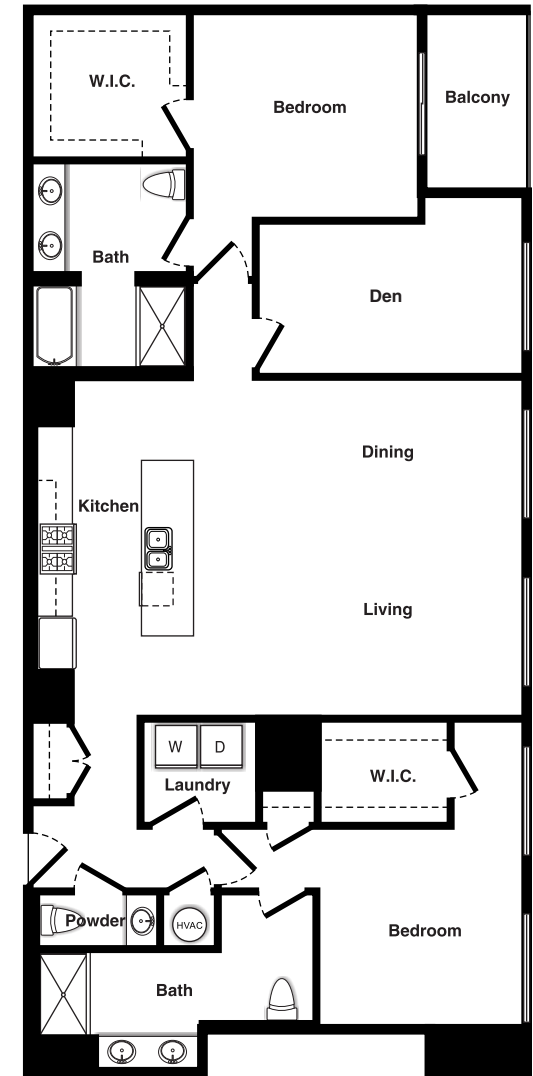 W.I.C.
Bedroom
Balcony
Bath
Den
Dining
Kitchen
Living
W
D
Laundry
W.I.C.
Powder
HVAC
Bedroom
Bath